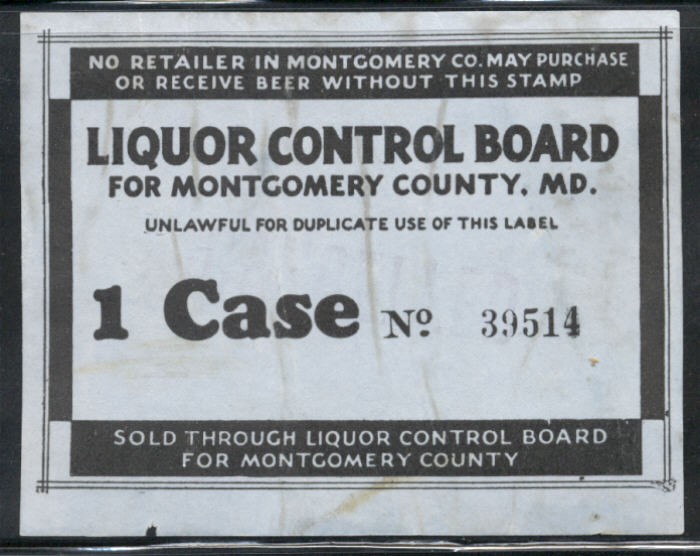 NO RETAILER IN MONTGOMERY CO. MAY PURCHASE
OR RECEIVE BEER WITHOUT THIS STAMP
LIQUOR CONTROL BOARD
FOR MONTGOMERY COUNTY, MD.
UNLAWFUL FOR DUPLICATE USE OF THIS LABEL
1 Case Nº 39514
SOLD THROUGH LIQUOR CONTROL BOARD
FOR MONTGOMERY COUNTY